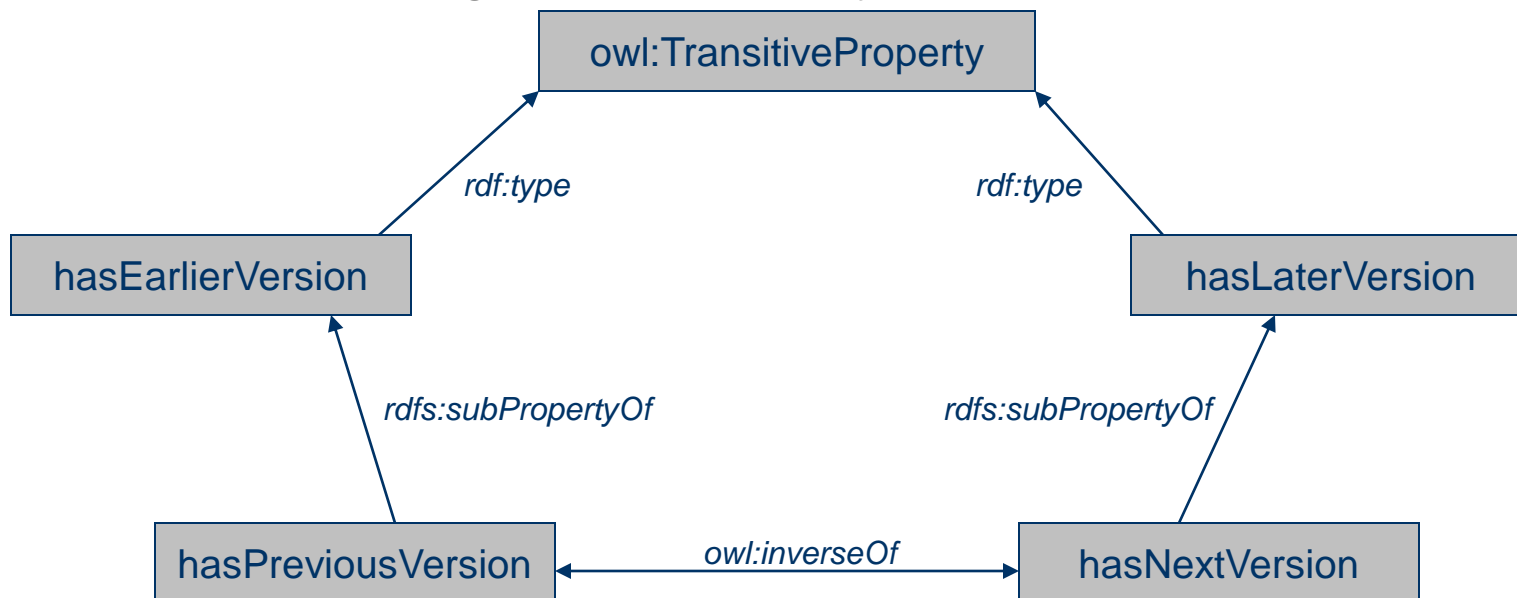 owl:TransitiveProperty
rdf:type
rdf:type
hasEarlierVersion
hasLaterVersion
rdfs:subPropertyOf
rdfs:subPropertyOf
owl:inverseOf
hasPreviousVersion
hasNextVersion